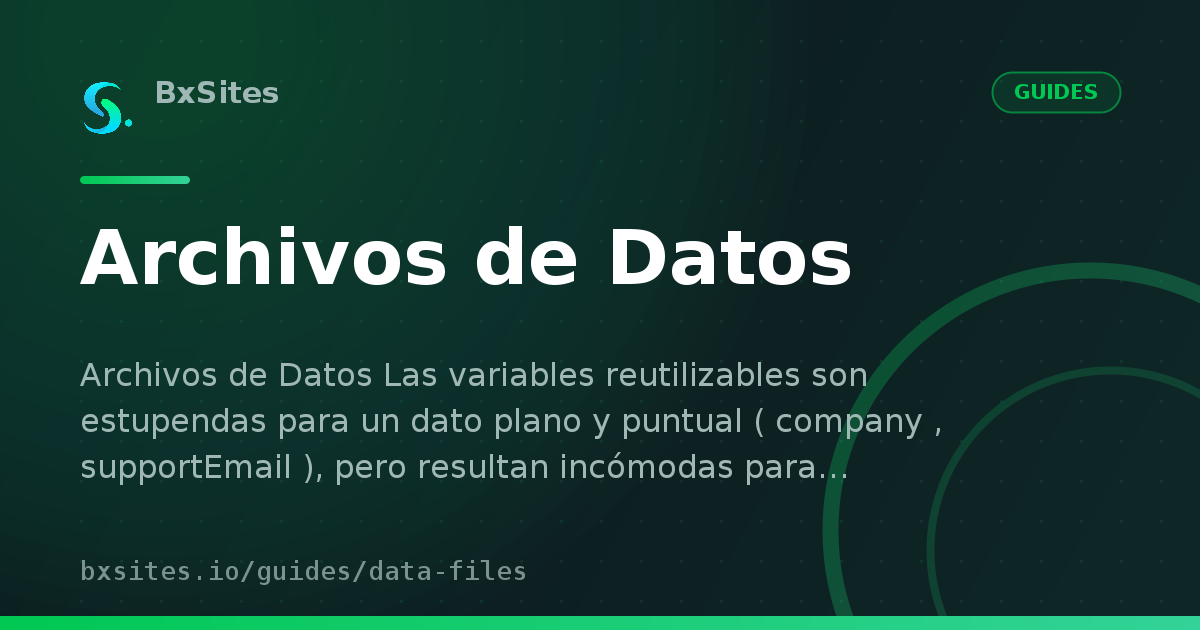 BxSites
GUIDES
Archivos de Datos
Archivos de Datos Las variables reutilizables son
estupendas para un dato plano y puntual ( company ,
supportEmail ), pero resultan incómodas para…
bxsites.io/guides/data-files